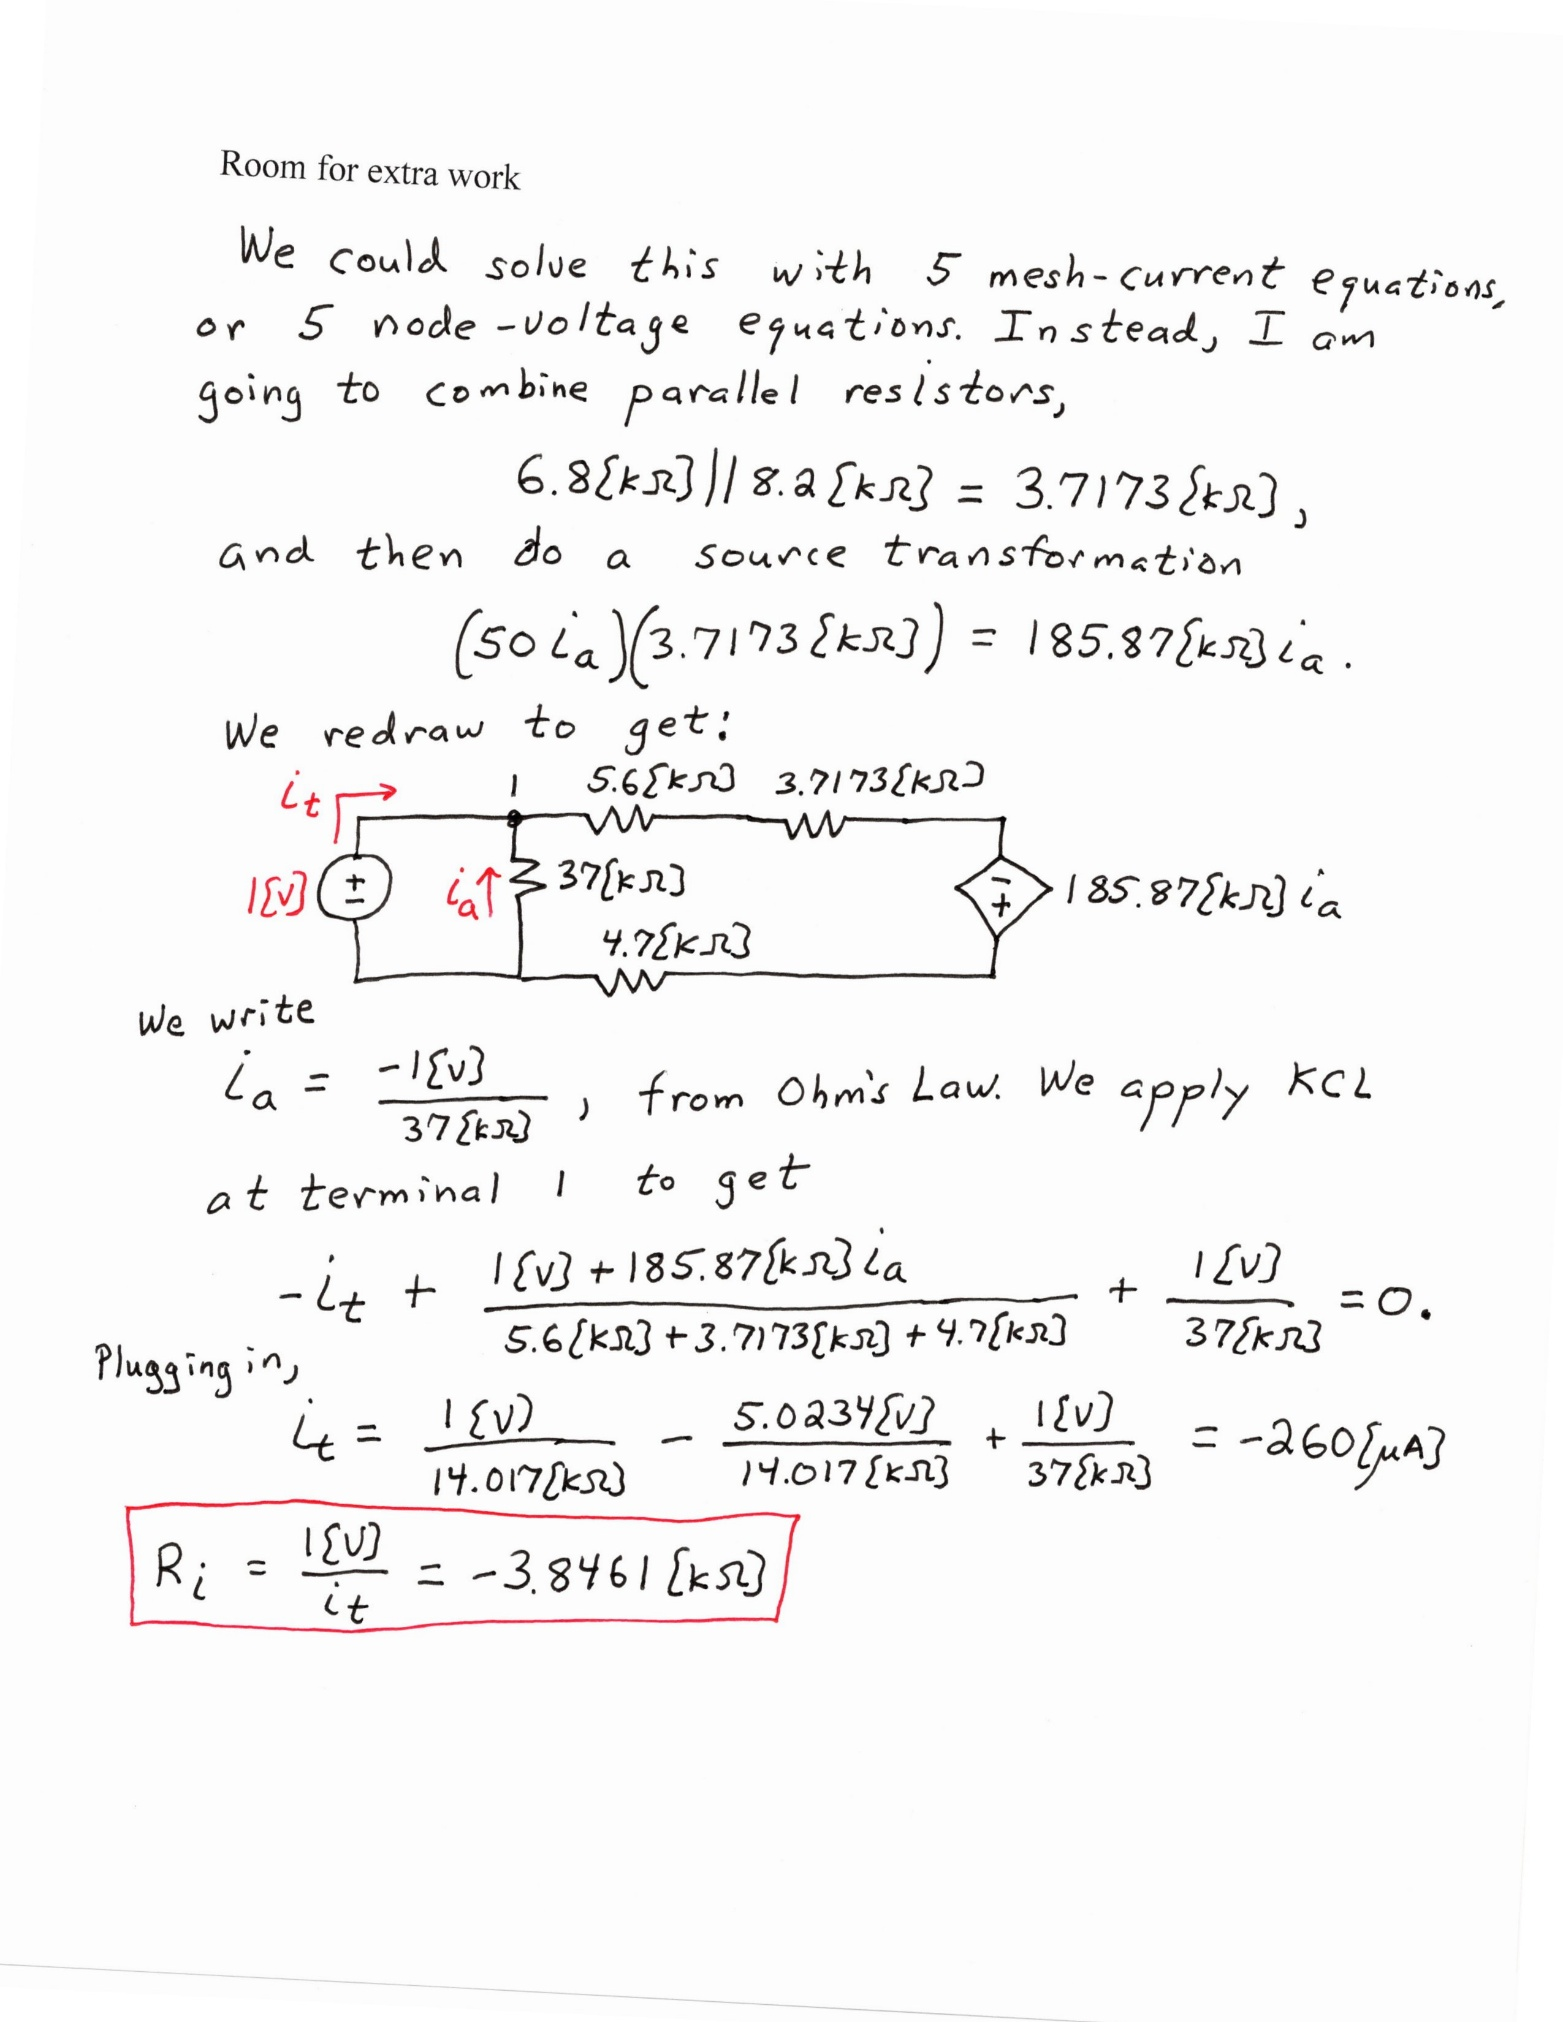 Room for extra work
We could solve this with 5 mesh-current equations,
or 5 node-voltage equations. Instead, I am
going to combine parallel resistors,
6.8{kΩ}||8.2{kΩ} = 3.7173{kΩ},
and then do a source transformation
(50 ia)(3.7173{kΩ}) = 185.87{kΩ} ia.
We redraw to get:
it 1 5.6{kΩ} 3.7173{kΩ}
1{V} + - ia 37{kΩ} - + 185.87{kΩ} ia
4.7{kΩ}
We write
ia = -1{V} / 37{kΩ}, from Ohm's Law. We apply KCL
at terminal 1 to get
-it + (1{V} + 185.87{kΩ} ia) / (5.6{kΩ} + 3.7173{kΩ} + 4.7{kΩ}) + 1{V} / 37{kΩ} = 0.
Plugging in,
it = 1{V} / 14.017{kΩ} - 5.0234{V} / 14.017{kΩ} + 1{V} / 37{kΩ} = -260{μA}
Ri = 1{V} / it = -3.8461{kΩ}